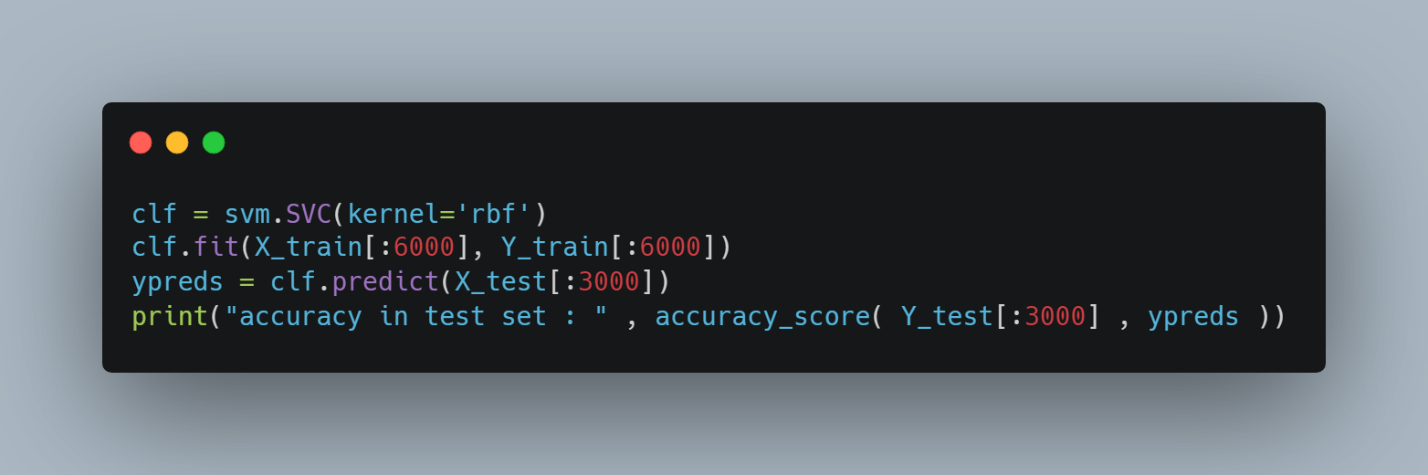 clf = svm.SVC(kernel='rbf')
clf.fit(X_train[:6000], Y_train[:6000])
ypreds = clf.predict(X_test[:3000])
print("accuracy in test set : " , accuracy_score( Y_test[:3000] , ypreds ))